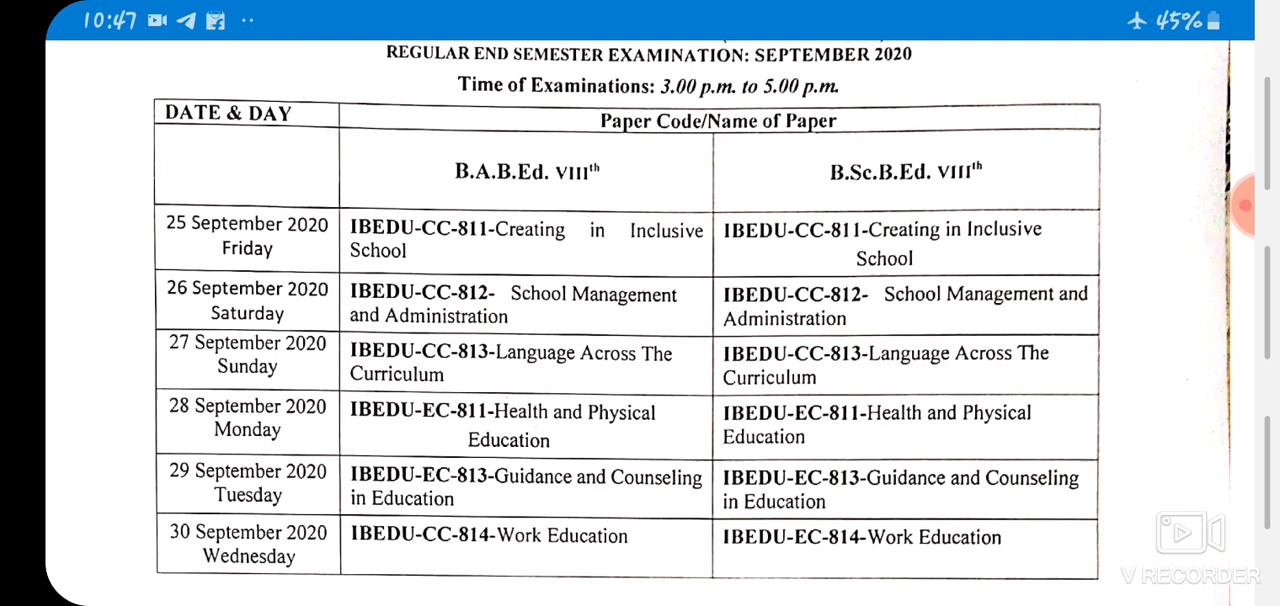 10:47
45%
REGULAR END SEMESTER EXAMINATION: SEPTEMBER 2020
Time of Examinations: 3.00 p.m. to 5.00 p.m.
DATE & DAY
Paper Code/Name of Paper
B.A.B.Ed. VIIIth
B.Sc.B.Ed. VIIIth
25 September 2020
Friday
IBEDU-CC-811-Creating in Inclusive
School
IBEDU-CC-811-Creating in Inclusive
School
26 September 2020
Saturday
IBEDU-CC-812- School Management
and Administration
IBEDU-CC-812- School Management and
Administration
27 September 2020
Sunday
IBEDU-CC-813-Language Across The
Curriculum
IBEDU-CC-813-Language Across The
Curriculum
28 September 2020
Monday
IBEDU-EC-811-Health and Physical
Education
IBEDU-EC-811-Health and Physical
Education
29 September 2020
Tuesday
IBEDU-EC-813-Guidance and Counseling
in Education
IBEDU-EC-813-Guidance and Counseling
in Education
30 September 2020
Wednesday
IBEDU-CC-814-Work Education
IBEDU-EC-814-Work Education
V RECORDER